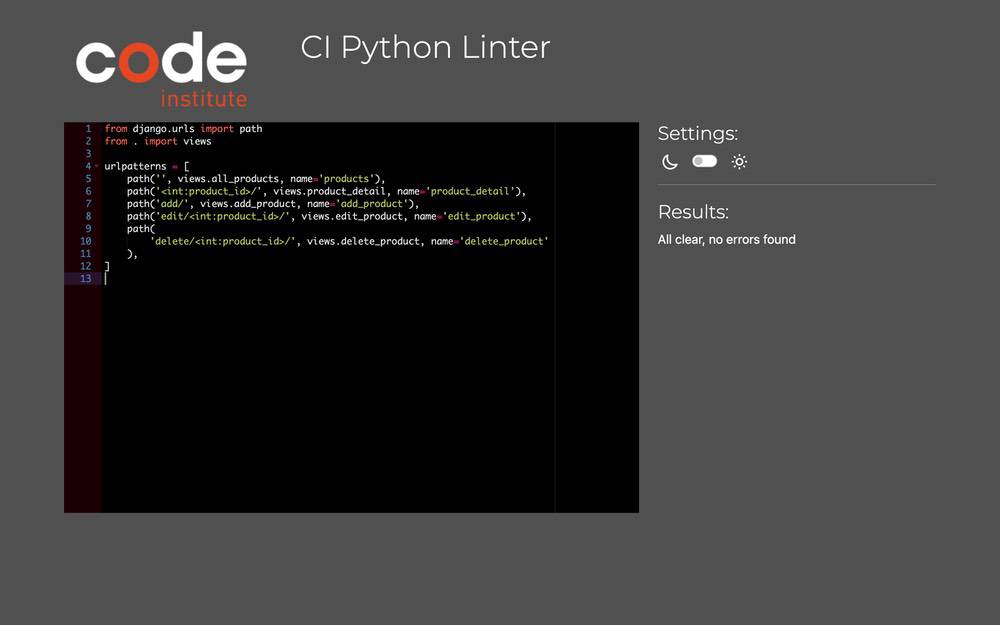 code
institute
CI Python Linter
1 from django.urls import path
2 from . import views
3
4 urlpatterns = [
5     path('', views.all_products, name='products'),
6     path('<int:product_id>/', views.product_detail, name='product_detail'),
7     path('add/', views.add_product, name='add_product'),
8     path('edit/<int:product_id>/', views.edit_product, name='edit_product'),
9     path(
10         'delete/<int:product_id>/', views.delete_product, name='delete_product'
11     ),
12 ]
13
Settings:
Results:
All clear, no errors found